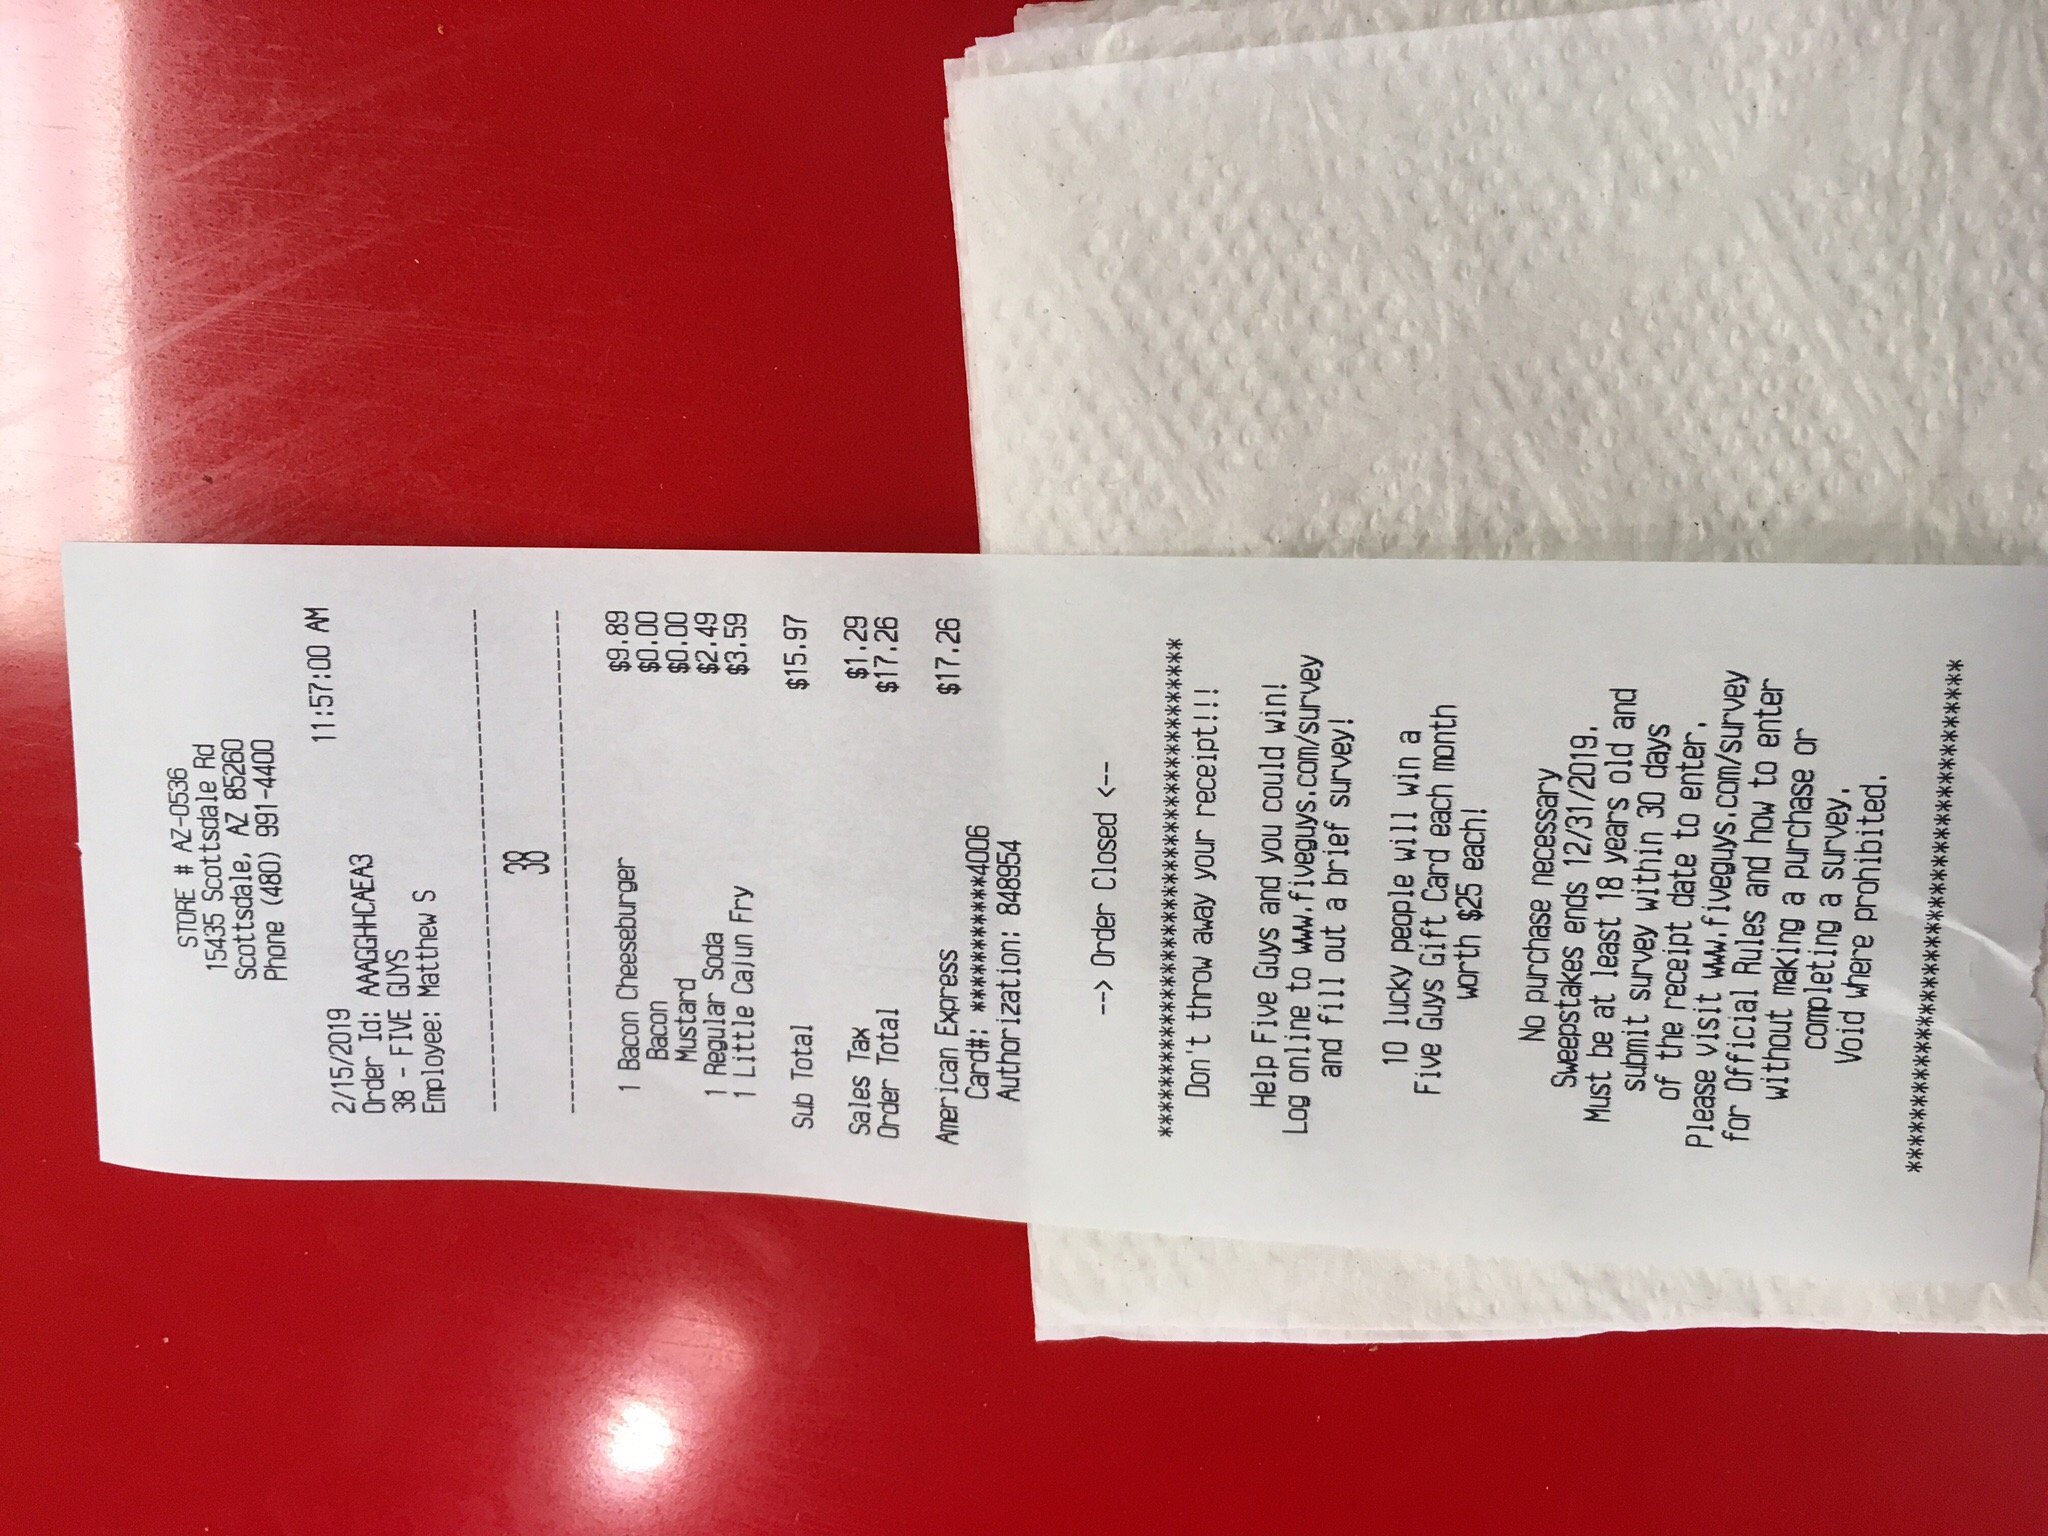 STORE # AZ-0536
15435 Scottsdale Rd
Scottsdale, AZ 85260
Phone (480) 991-4400
2/15/2019 11:57:00 AM
Order Id: AAAGGHHCAEA3
38 - FIVE GUYS
Employee: Matthew S
----------------------------------------
38
----------------------------------------
1 Bacon Cheeseburger $9.89
Bacon $0.00
Mustard $0.00
1 Regular Soda $2.49
1 Little Cajun Fry $3.59
Sub Total $15.97
Sales Tax $1.29
Order Total $17.26
American Express $17.26
Card#: ***********4006
Authorization: 848954
--> Order Closed <--
****************************************
Don't throw away your receipt!!!
Help Five Guys and you could win!
Log online to www.fiveguys.com/survey
and fill out a brief survey!
10 lucky people will win a
Five Guys Gift Card each month
worth $25 each!
No purchase necessary
Sweepstakes ends 12/31/2019.
Must be at least 18 years old and
submit survey within 30 days
of the receipt date to enter.
Please visit www.fiveguys.com/survey
for Official Rules and how to enter
without making a purchase or
completing a survey.
Void where prohibited.
****************************************